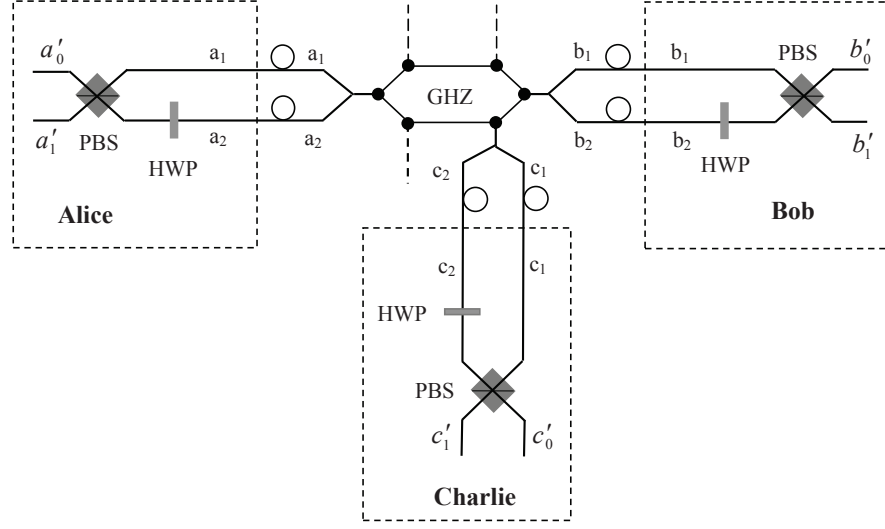 a′₀ a₁ a₁ b₁ b₁ PBS b′₀
GHZ
a′₁ PBS a₂ a₂ b₂ b₂ b′₁
HWP HWP
c₂ c₁
Alice Bob
c₂ c₁
HWP
PBS
c′₁ c′₀
Charlie